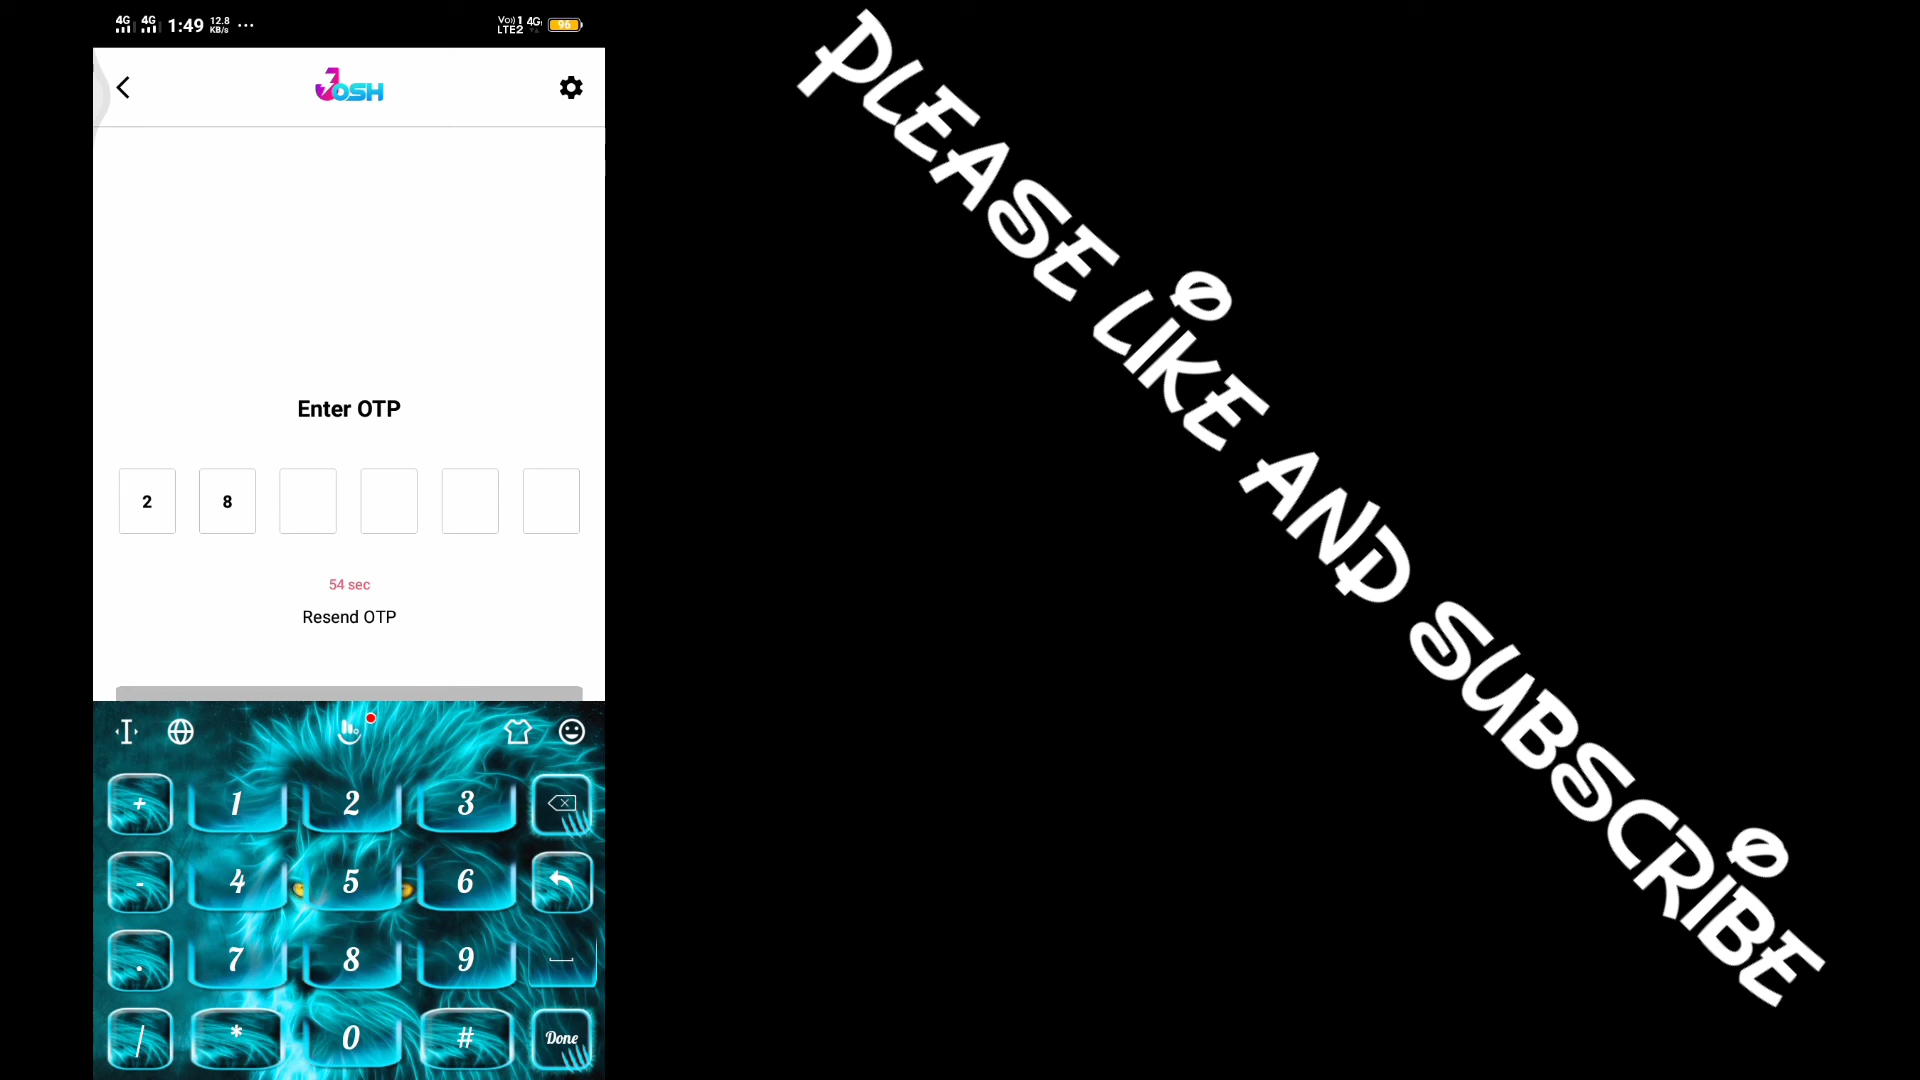 4G 4G 1:49 12.8 KB/s ...
Vo)) 1 4G LTE2 96
JOSH
Enter OTP
2 8
54 sec
Resend OTP
+ 1 2 3
- 4 5 6
. 7 8 9
/ * 0 # Done
PLEASE LIKE AND SUBSCRIBE